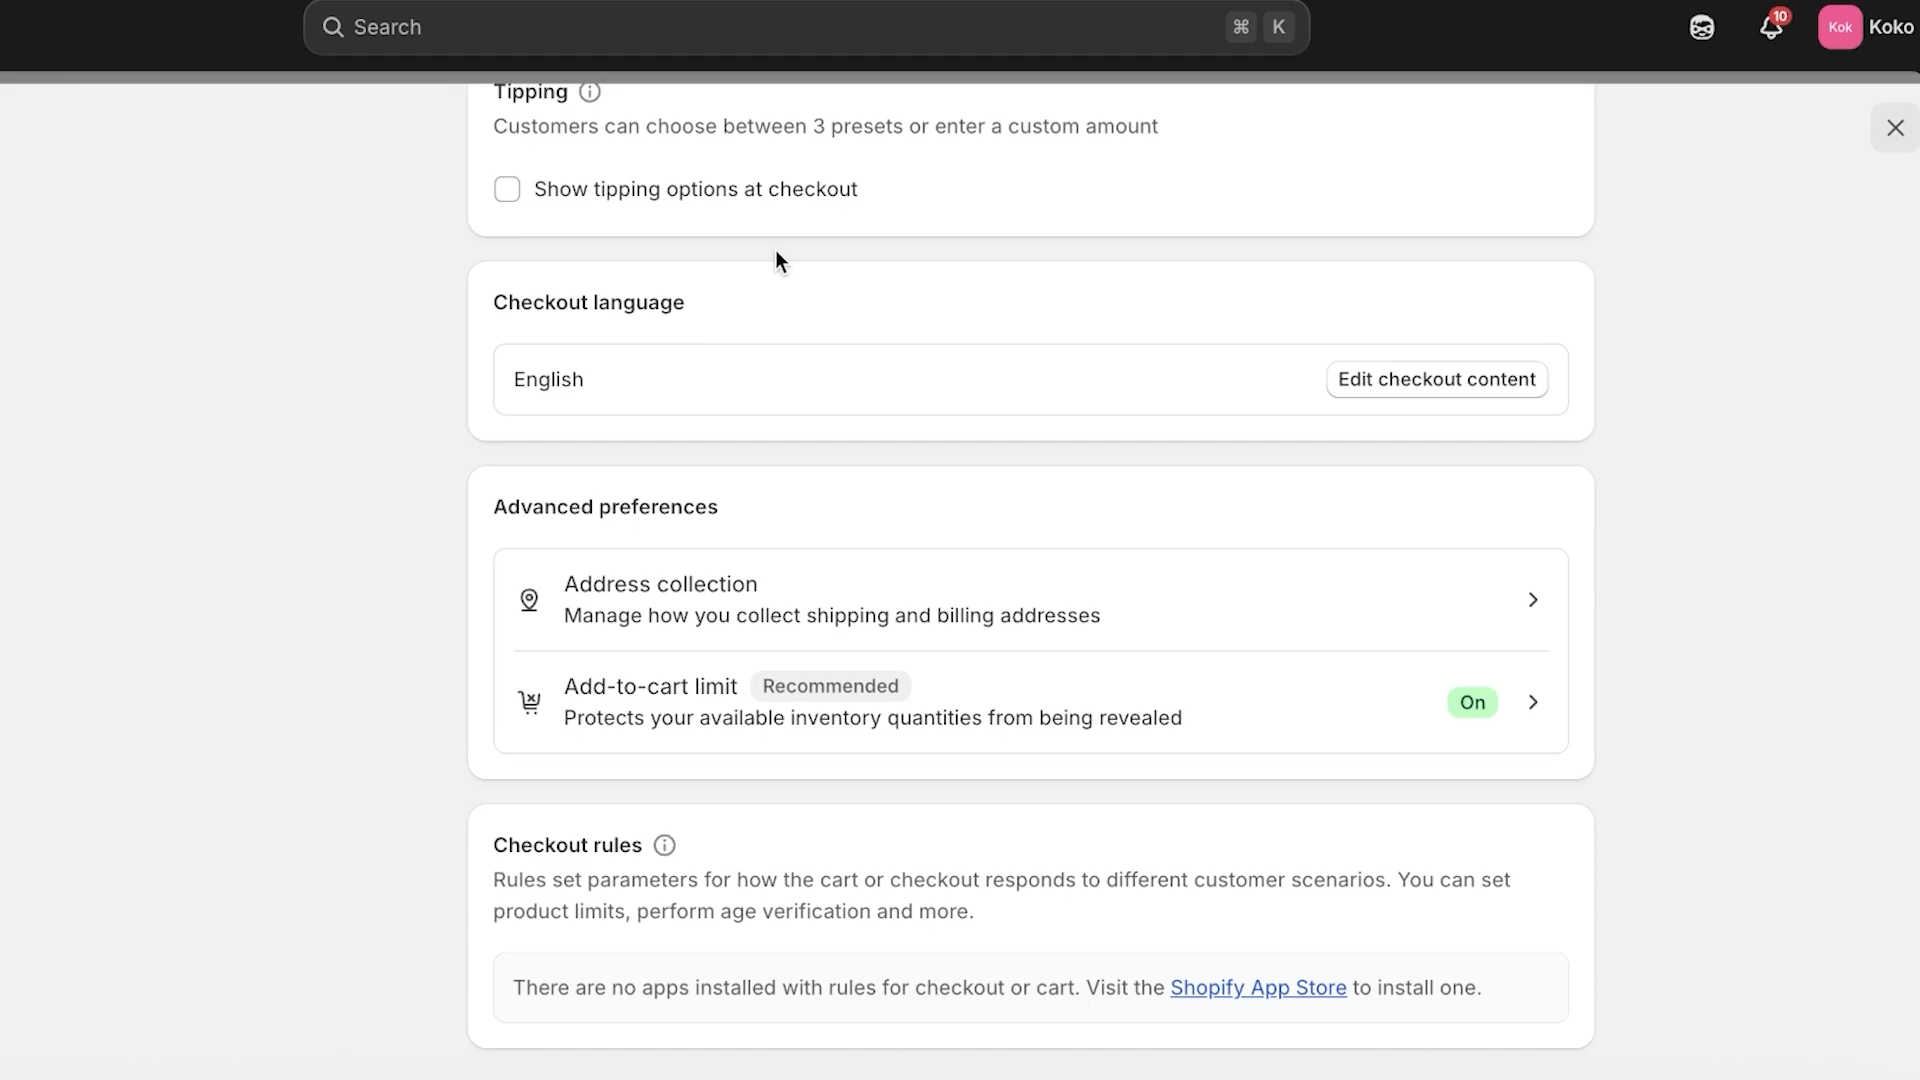 Search
⌘ K
10
Kok
Koko
Tipping
Customers can choose between 3 presets or enter a custom amount
Show tipping options at checkout
Checkout language
English
Edit checkout content
Advanced preferences
Address collection
Manage how you collect shipping and billing addresses
Add-to-cart limit Recommended
Protects your available inventory quantities from being revealed
On
Checkout rules
Rules set parameters for how the cart or checkout responds to different customer scenarios. You can set
product limits, perform age verification and more.
There are no apps installed with rules for checkout or cart. Visit the Shopify App Store to install one.